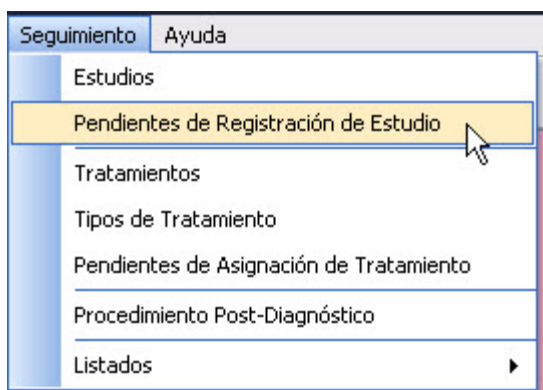 Seguimiento Ayuda
Estudios
Pendientes de Registración de Estudio
Tratamientos
Tipos de Tratamiento
Pendientes de Asignación de Tratamiento
Procedimiento Post-Diagnóstico
Listados